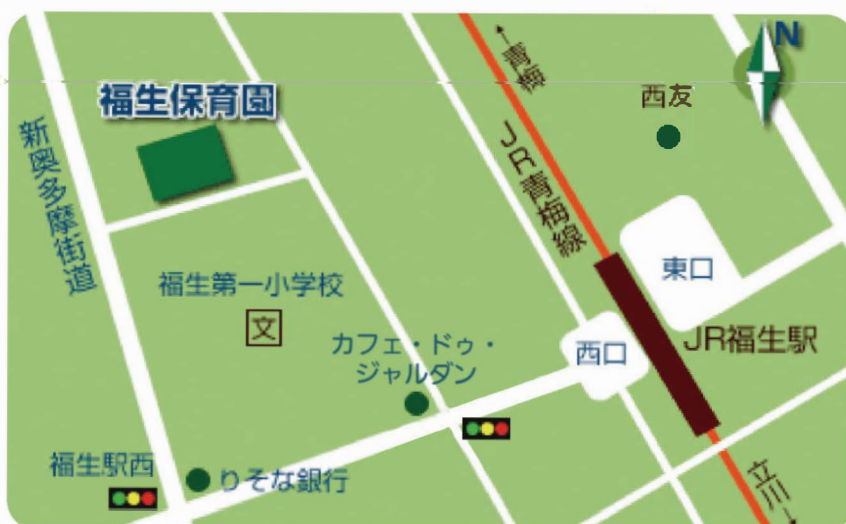 N
←青梅
西友
福生保育園
新奥多摩街道
JR青梅線
東口
福生第一小学校
文
カフェ・ドゥ・
ジャルダン
JR福生駅
西口
福生駅西
りそな銀行
立川→